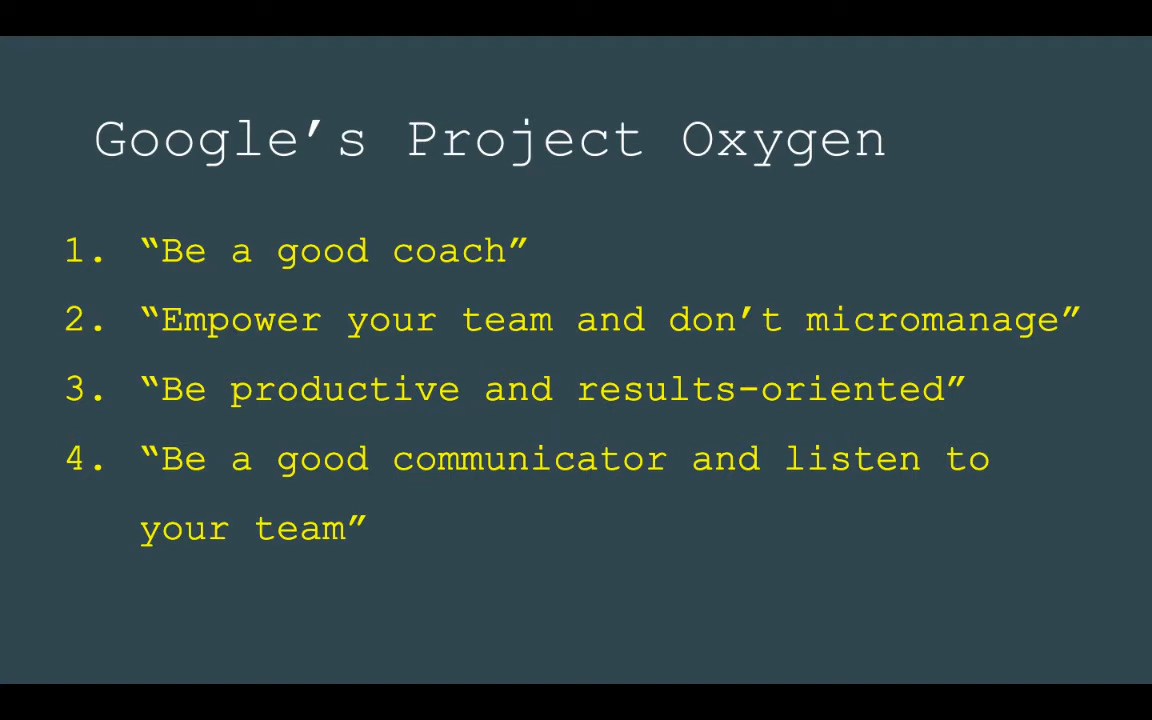 Google’s Project Oxygen
1. “Be a good coach”
2. “Empower your team and don’t micromanage”
3. “Be productive and results-oriented”
4. “Be a good communicator and listen to
your team”